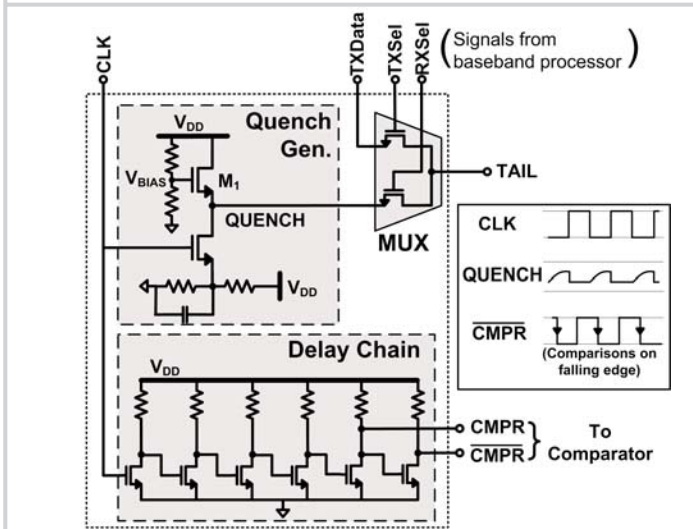 CLK
TXData
TXSel
RXSel
(Signals from
baseband processor)
Quench
Gen.
VDD
VBIAS
M1
QUENCH
VDD
MUX
TAIL
CLK
QUENCH
CMPR
(Comparisons on
falling edge)
Delay Chain
VDD
CMPR
CMPR
To
Comparator